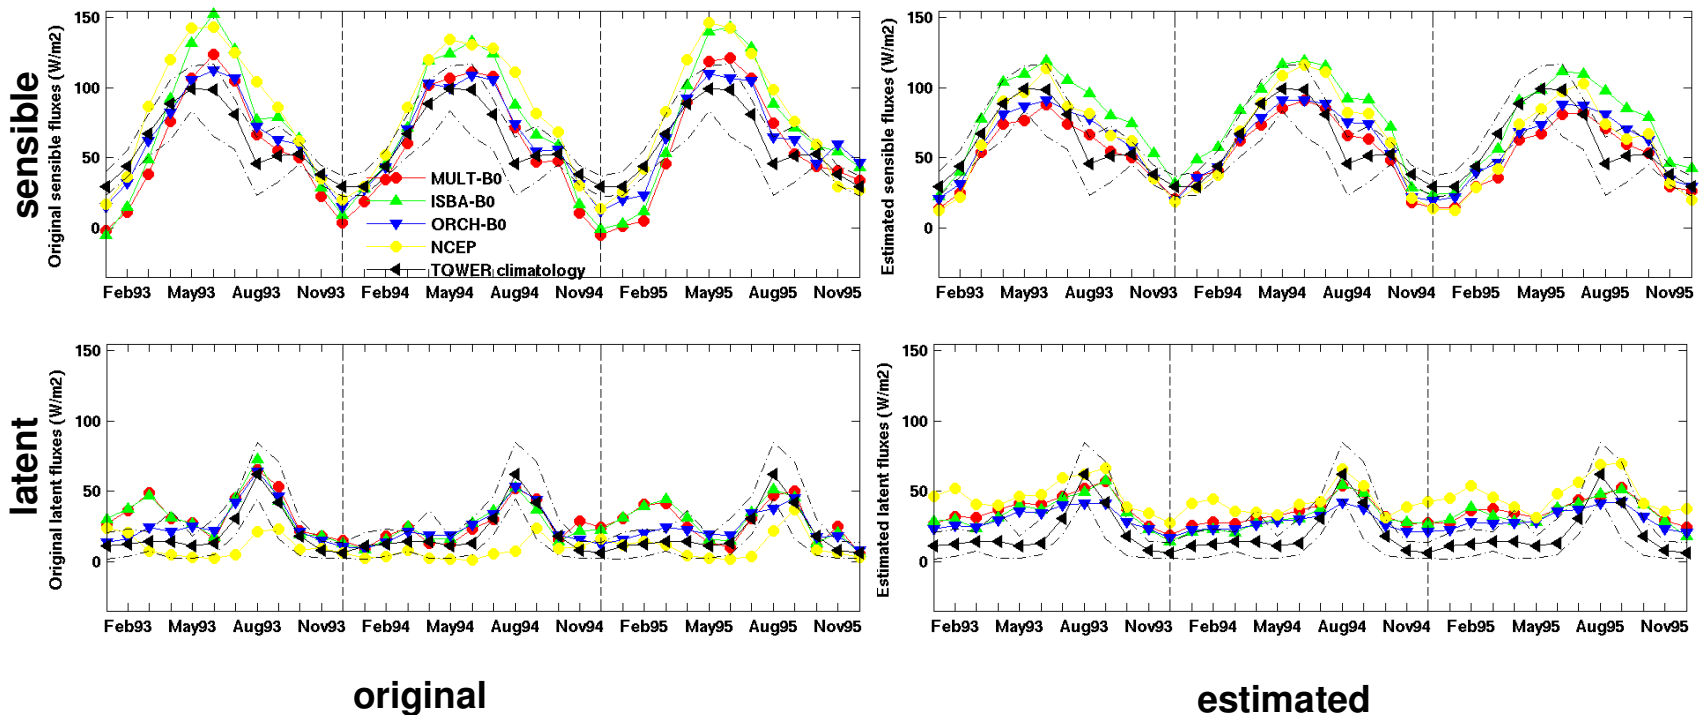 sensible
Original sensible fluxes (W/m2)
150
100
50
0
MULT-B0
ISBA-B0
ORCH-B0
NCEP
TOWER climatology
Feb93 May93 Aug93 Nov93 Feb94 May94 Aug94 Nov94 Feb95 May95 Aug95 Nov95
Estimated sensible fluxes (W/m2)
150
100
50
0
Feb93 May93 Aug93 Nov93 Feb94 May94 Aug94 Nov94 Feb95 May95 Aug95 Nov95
latent
Original latent fluxes (W/m2)
150
100
50
0
Feb93 May93 Aug93 Nov93 Feb94 May94 Aug94 Nov94 Feb95 May95 Aug95 Nov95
Estimated latent fluxes (W/m2)
150
100
50
0
Feb93 May93 Aug93 Nov93 Feb94 May94 Aug94 Nov94 Feb95 May95 Aug95 Nov95
original
estimated